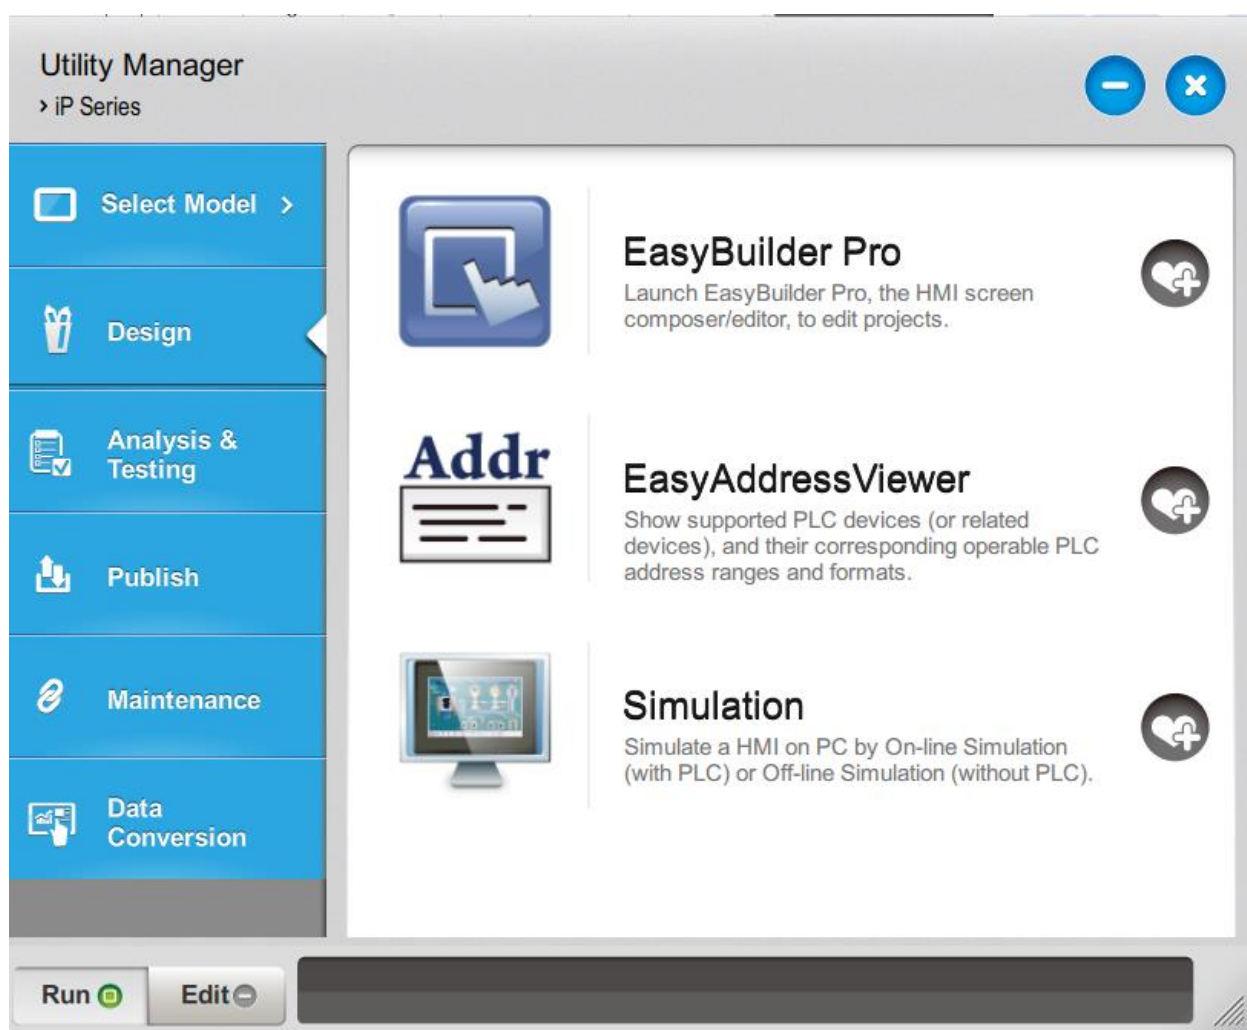 Utility Manager
› iP Series
Select Model >
Design
Analysis &
Testing
Publish
Maintenance
Data
Conversion
EasyBuilder Pro
Launch EasyBuilder Pro, the HMI screen
composer/editor, to edit projects.
Addr
EasyAddressViewer
Show supported PLC devices (or related
devices), and their corresponding operable PLC
address ranges and formats.
Simulation
Simulate a HMI on PC by On-line Simulation
(with PLC) or Off-line Simulation (without PLC).
Run
Edit